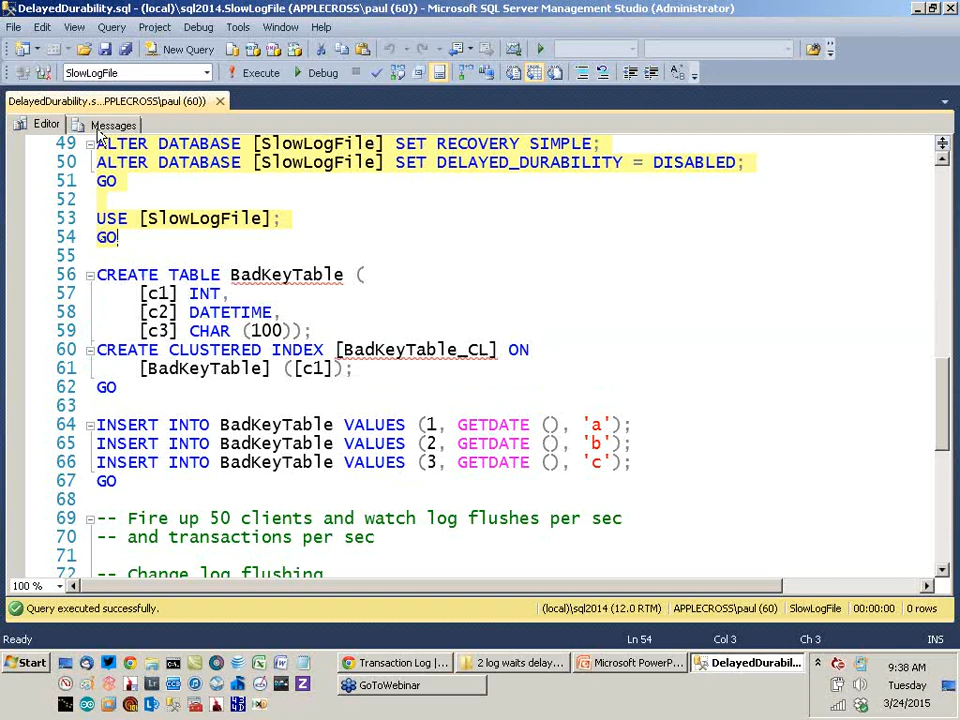 DelayedDurability.sql - (local)\sql2014.SlowLogFile (APPLECROSS\paul (60)) - Microsoft SQL Server Management Studio (Administrator)
File Edit View Query Project Debug Tools Window Help
New Query
SlowLogFile Execute Debug
DelayedDurability.s...PPLECROSS\paul (60))
Editor Messages
49 ALTER DATABASE [SlowLogFile] SET RECOVERY SIMPLE;
50 ALTER DATABASE [SlowLogFile] SET DELAYED_DURABILITY = DISABLED;
51 GO
52
53 USE [SlowLogFile];
54 GO
55
56 CREATE TABLE BadKeyTable (
57 [c1] INT,
58 [c2] DATETIME,
59 [c3] CHAR (100));
60 CREATE CLUSTERED INDEX [BadKeyTable_CL] ON
61 [BadKeyTable] ([c1]);
62 GO
63
64 INSERT INTO BadKeyTable VALUES (1, GETDATE (), 'a');
65 INSERT INTO BadKeyTable VALUES (2, GETDATE (), 'b');
66 INSERT INTO BadKeyTable VALUES (3, GETDATE (), 'c');
67 GO
68
69 -- Fire up 50 clients and watch log flushes per sec
70 -- and transactions per sec
71
72 -- Change log flushing
100 %
Query executed successfully. (local)\sql2014 (12.0 RTM) APPLECROSS\paul (60) SlowLogFile 00:00:00 0 rows
Ready Ln 54 Col 3 Ch 3 INS
Start Transaction Log |... 2 log waits delay... Microsoft PowerP... DelayedDurabil... 9:38 AM
GoToWebinar Tuesday
3/24/2015